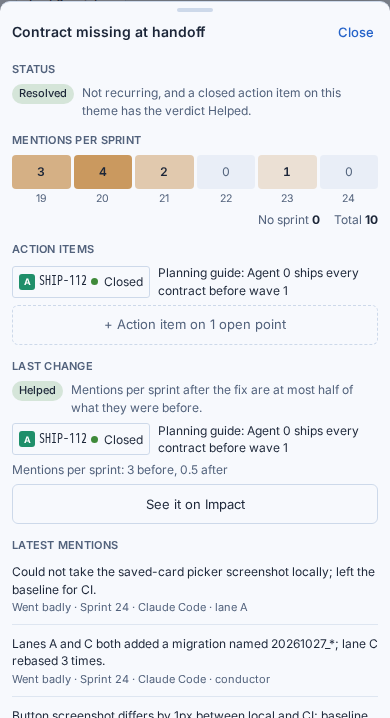 Contract missing at handoff Close
STATUS
Resolved Not recurring, and a closed action item on this
theme has the verdict Helped.
MENTIONS PER SPRINT
3 4 2 0 1 0
19 20 21 22 23 24
No sprint 0 Total 10
ACTION ITEMS
A SHIP-112 Closed Planning guide: Agent 0 ships every
contract before wave 1
+ Action item on 1 open point
LAST CHANGE
Helped Mentions per sprint after the fix are at most half of
what they were before.
A SHIP-112 Closed Planning guide: Agent 0 ships every
contract before wave 1
Mentions per sprint: 3 before, 0.5 after
See it on Impact
LATEST MENTIONS
Could not take the saved-card picker screenshot locally; left the
baseline for CI.
Went badly · Sprint 24 · Claude Code · lane A
Lanes A and C both added a migration named 20261027_*; lane C
rebased 3 times.
Went badly · Sprint 24 · Claude Code · conductor
Button screenshot differs by 1px between local and CI; baseline